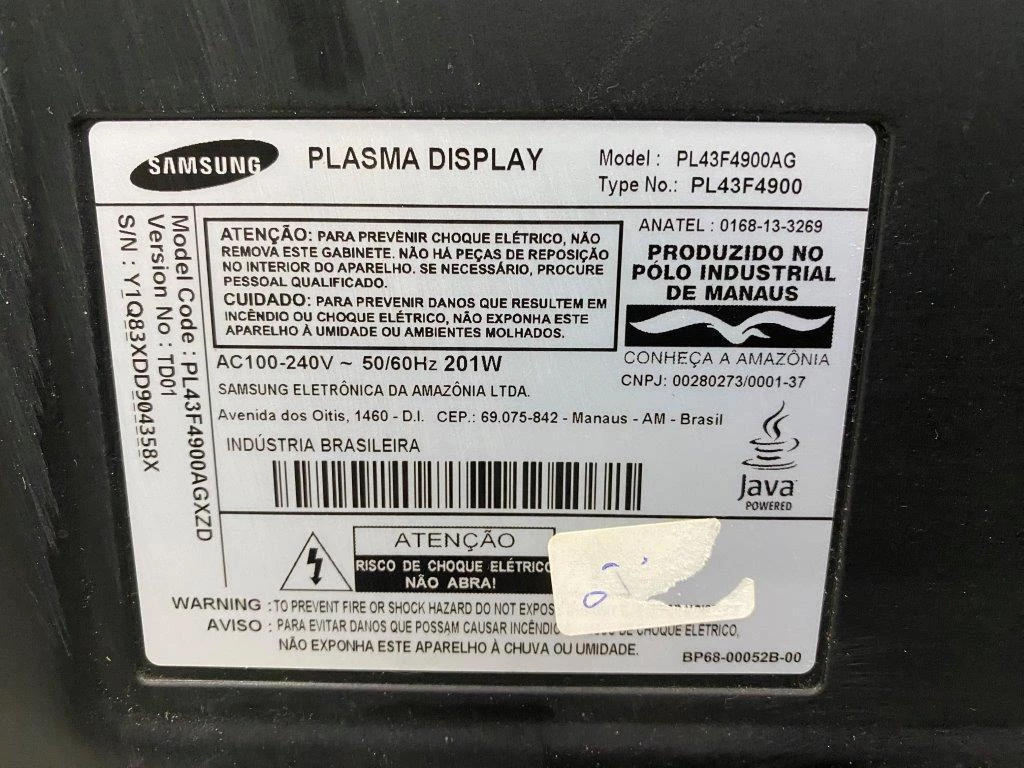 SAMSUNG
PLASMA DISPLAY
Model : PL43F4900AG
Type No.: PL43F4900
Model Code : PL43F4900AGXZD
Version No : TD01
S/N : Y1Q83XDD904358X
ATENÇÃO: PARA PREVENIR CHOQUE ELÉTRICO, NÃO
REMOVA ESTE GABINETE. NÃO HÁ PEÇAS DE REPOSIÇÃO
NO INTERIOR DO APARELHO. SE NECESSÁRIO, PROCURE
PESSOAL QUALIFICADO.
CUIDADO: PARA PREVENIR DANOS QUE RESULTEM EM
INCÊNDIO OU CHOQUE ELÉTRICO, NÃO EXPONHA ESTE
APARELHO À UMIDADE OU AMBIENTES MOLHADOS.
ANATEL : 0168-13-3269
PRODUZIDO NO
PÓLO INDUSTRIAL
DE MANAUS
CONHEÇA A AMAZÔNIA
CNPJ: 00280273/0001-37
AC100-240V ~ 50/60Hz 201W
SAMSUNG ELETRÔNICA DA AMAZÔNIA LTDA.
Avenida dos Oitis, 1460 - D.I. CEP.: 69.075-842 - Manaus - AM - Brasil
INDÚSTRIA BRASILEIRA
Java
POWERED
ATENÇÃO
RISCO DE CHOQUE ELÉTRICO
NÃO ABRA!
WARNING : TO PREVENT FIRE OR SHOCK HAZARD DO NOT
AVISO : PARA EVITAR DANOS QUE POSSAM CAUSAR DE CHOQUE ELÉTRICO,
NÃO EXPONHA ESTE APARELHO À CHUVA OU UMIDADE.
BP68-00052B-00